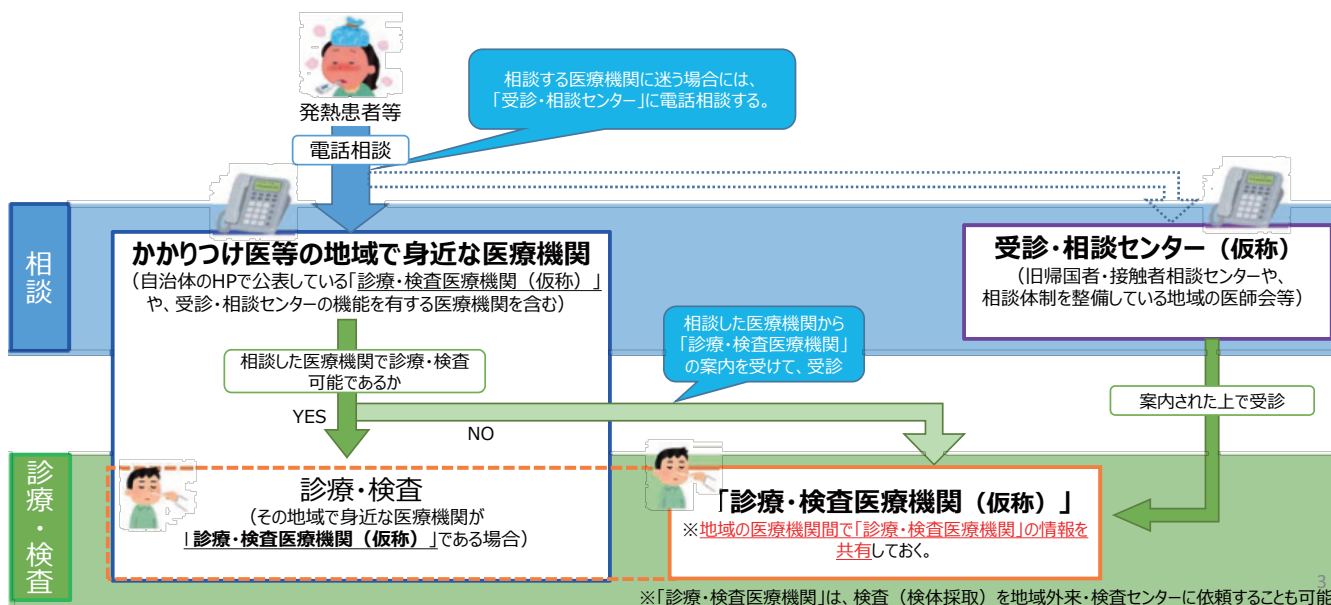 発熱患者等
相談する医療機関に迷う場合には、
「受診・相談センター」に電話相談する。
電話相談
相談
かかりつけ医等の地域で身近な医療機関
（自治体のHPで公表している「診療・検査医療機関（仮称）」
や、受診・相談センターの機能を有する医療機関を含む）
受診・相談センター（仮称）
（旧帰国者・接触者相談センターや、
相談体制を整備している地域の医師会等）
相談した医療機関から
「診療・検査医療機関」
の案内を受けて、受診
相談した医療機関で診療・検査
可能であるか
YES
NO
案内された上で受診
診療・検査
診療・検査
（その地域で身近な医療機関が
「診療・検査医療機関（仮称）」である場合）
「診療・検査医療機関（仮称）」
※地域の医療機関間で「診療・検査医療機関」の情報を
共有しておく。
3
※「診療・検査医療機関」は、検査（検体採取）を地域外来・検査センターに依頼することも可能